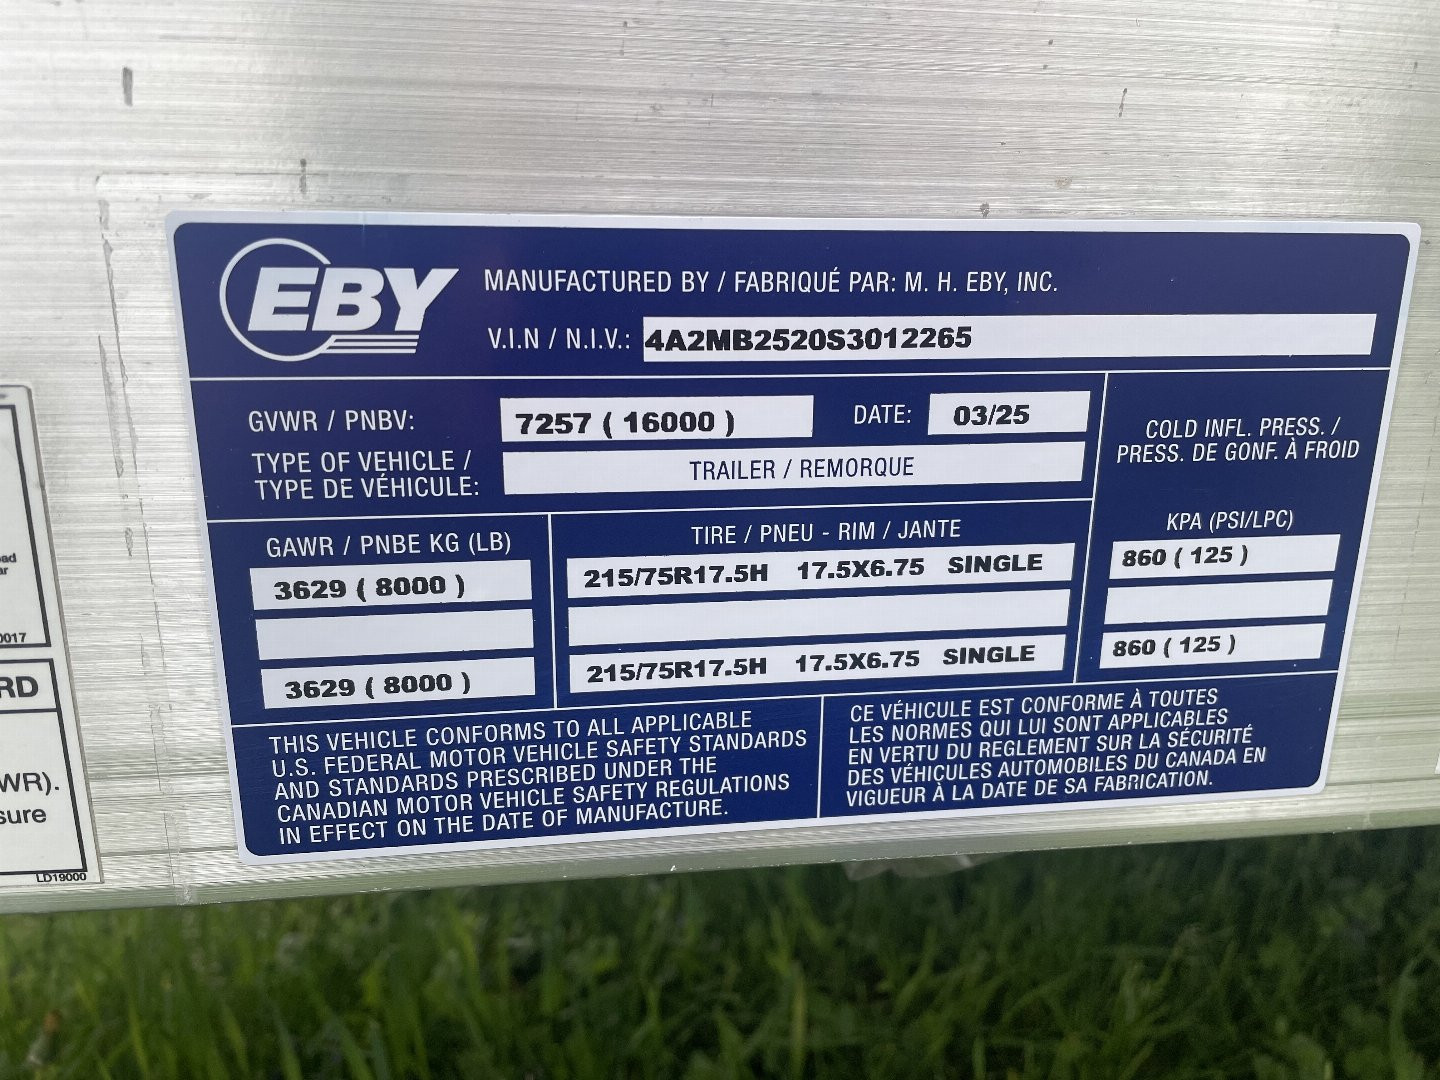 EBY
MANUFACTURED BY / FABRIQUÉ PAR: M. H. EBY, INC.
V.I.N / N.I.V.: 4A2MB2520S3012265
GVWR / PNBV: 7257 ( 16000 ) DATE: 03/25
TYPE OF VEHICLE /
TYPE DE VÉHICULE: TRAILER / REMORQUE
COLD INFL. PRESS. /
PRESS. DE GONF. À FROID
GAWR / PNBE KG (LB) TIRE / PNEU - RIM / JANTE KPA (PSI/LPC)
3629 ( 8000 ) 215/75R17.5H 17.5X6.75 SINGLE 860 ( 125 )
3629 ( 8000 ) 215/75R17.5H 17.5X6.75 SINGLE 860 ( 125 )
THIS VEHICLE CONFORMS TO ALL APPLICABLE
U.S. FEDERAL MOTOR VEHICLE SAFETY STANDARDS
AND STANDARDS PRESCRIBED UNDER THE
CANADIAN MOTOR VEHICLE SAFETY REGULATIONS
IN EFFECT ON THE DATE OF MANUFACTURE.
CE VÉHICULE EST CONFORME À TOUTES
LES NORMES QUI LUI SONT APPLICABLES
EN VERTU DU REGLEMENT SUR LA SÉCURITÉ
DES VÉHICULES AUTOMOBILES DU CANADA EN
VIGUEUR À LA DATE DE SA FABRICATION.
WR).
sure
LD19000